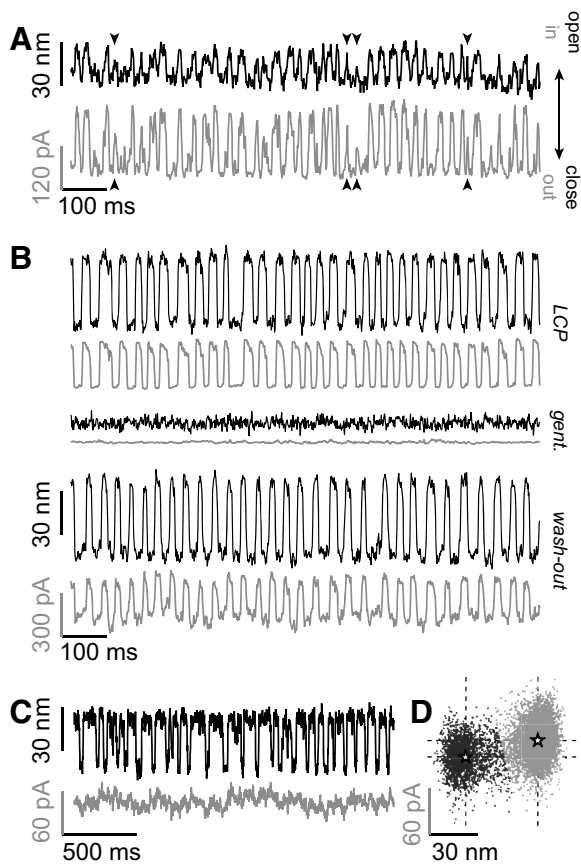 A
30 nm
120 pA
100 ms
open
in
close
out
B
LCP
gent.
30 nm
wash-out
300 pA
100 ms
C
30 nm
60 pA
500 ms
D
60 pA
30 nm